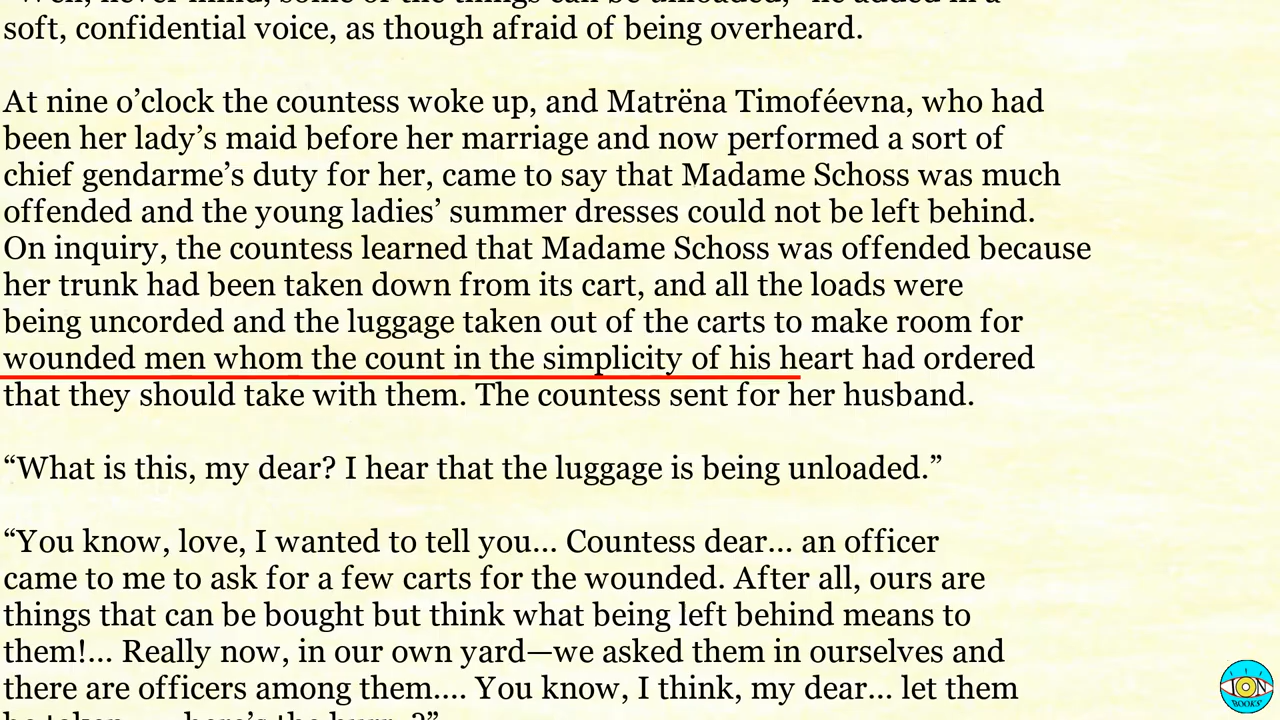 soft, confidential voice, as though afraid of being overheard.
At nine o’clock the countess woke up, and Matrëna Timoféevna, who had
been her lady’s maid before her marriage and now performed a sort of
chief gendarme’s duty for her, came to say that Madame Schoss was much
offended and the young ladies’ summer dresses could not be left behind.
On inquiry, the countess learned that Madame Schoss was offended because
her trunk had been taken down from its cart, and all the loads were
being uncorded and the luggage taken out of the carts to make room for
wounded men whom the count in the simplicity of his heart had ordered
that they should take with them. The countess sent for her husband.
“What is this, my dear? I hear that the luggage is being unloaded.”
“You know, love, I wanted to tell you... Countess dear... an officer
came to me to ask for a few carts for the wounded. After all, ours are
things that can be bought but think what being left behind means to
them!... Really now, in our own yard—we asked them in ourselves and
there are officers among them.... You know, I think, my dear... let them
ION
BOOKS